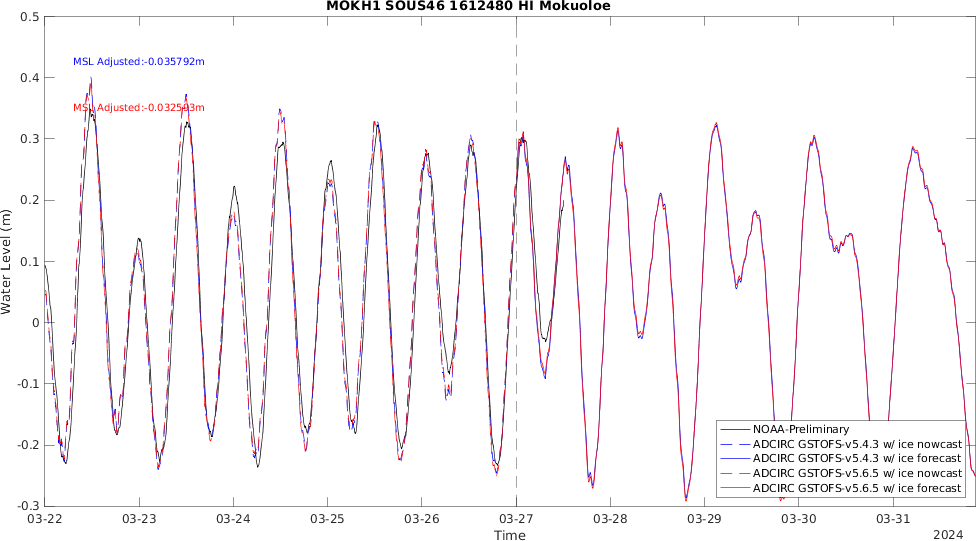 MOKH1 SOUS46 1612480 HI Mokuoloe
0.5
MSL Adjusted:-0.035792m
0.4
MSL Adjusted:-0.032593m
0.3
0.2
0.1
0
-0.1
-0.2
-0.3
Water Level (m)
NOAA-Preliminary
ADCIRC GSTOFS-v5.4.3 w/ ice nowcast
ADCIRC GSTOFS-v5.4.3 w/ ice forecast
ADCIRC GSTOFS-v5.6.5 w/ ice nowcast
ADCIRC GSTOFS-v5.6.5 w/ ice forecast
03-22 03-23 03-24 03-25 03-26 03-27 03-28 03-29 03-30 03-31
Time
2024